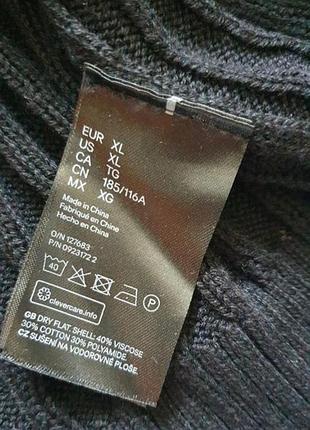 EUR XL
US XL
CA TG
CN 185/116A
MX XG
Made in China
Fabriqué en Chine
Hecho en China
O/N 127683
P/N 0923172 2
40 P
clevercare.info
GB DRY FLAT. SHELL: 40% VISCOSE
30% COTTON 30% POLYAMIDE
CZ SUŠENÍ NA VODOROVNÉ PLOŠE.